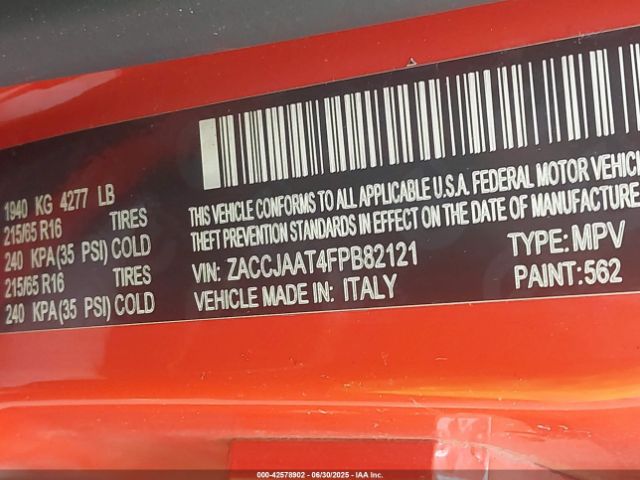 1940 KG 4277 LB
215/65 R16 TIRES
240 KPA(35 PSI) COLD
215/65 R16 TIRES
240 KPA(35 PSI) COLD
THIS VEHICLE CONFORMS TO ALL APPLICABLE U.S.A. FEDERAL MOTOR VEHIC
THEFT PREVENTION STANDARDS IN EFFECT ON THE DATE OF MANUFACTURE
VIN: ZACCJAAT4FPB82121 TYPE:MPV
VEHICLE MADE IN: ITALY PAINT:562
000-42578902 | 06/30/2025 | IAA Inc.